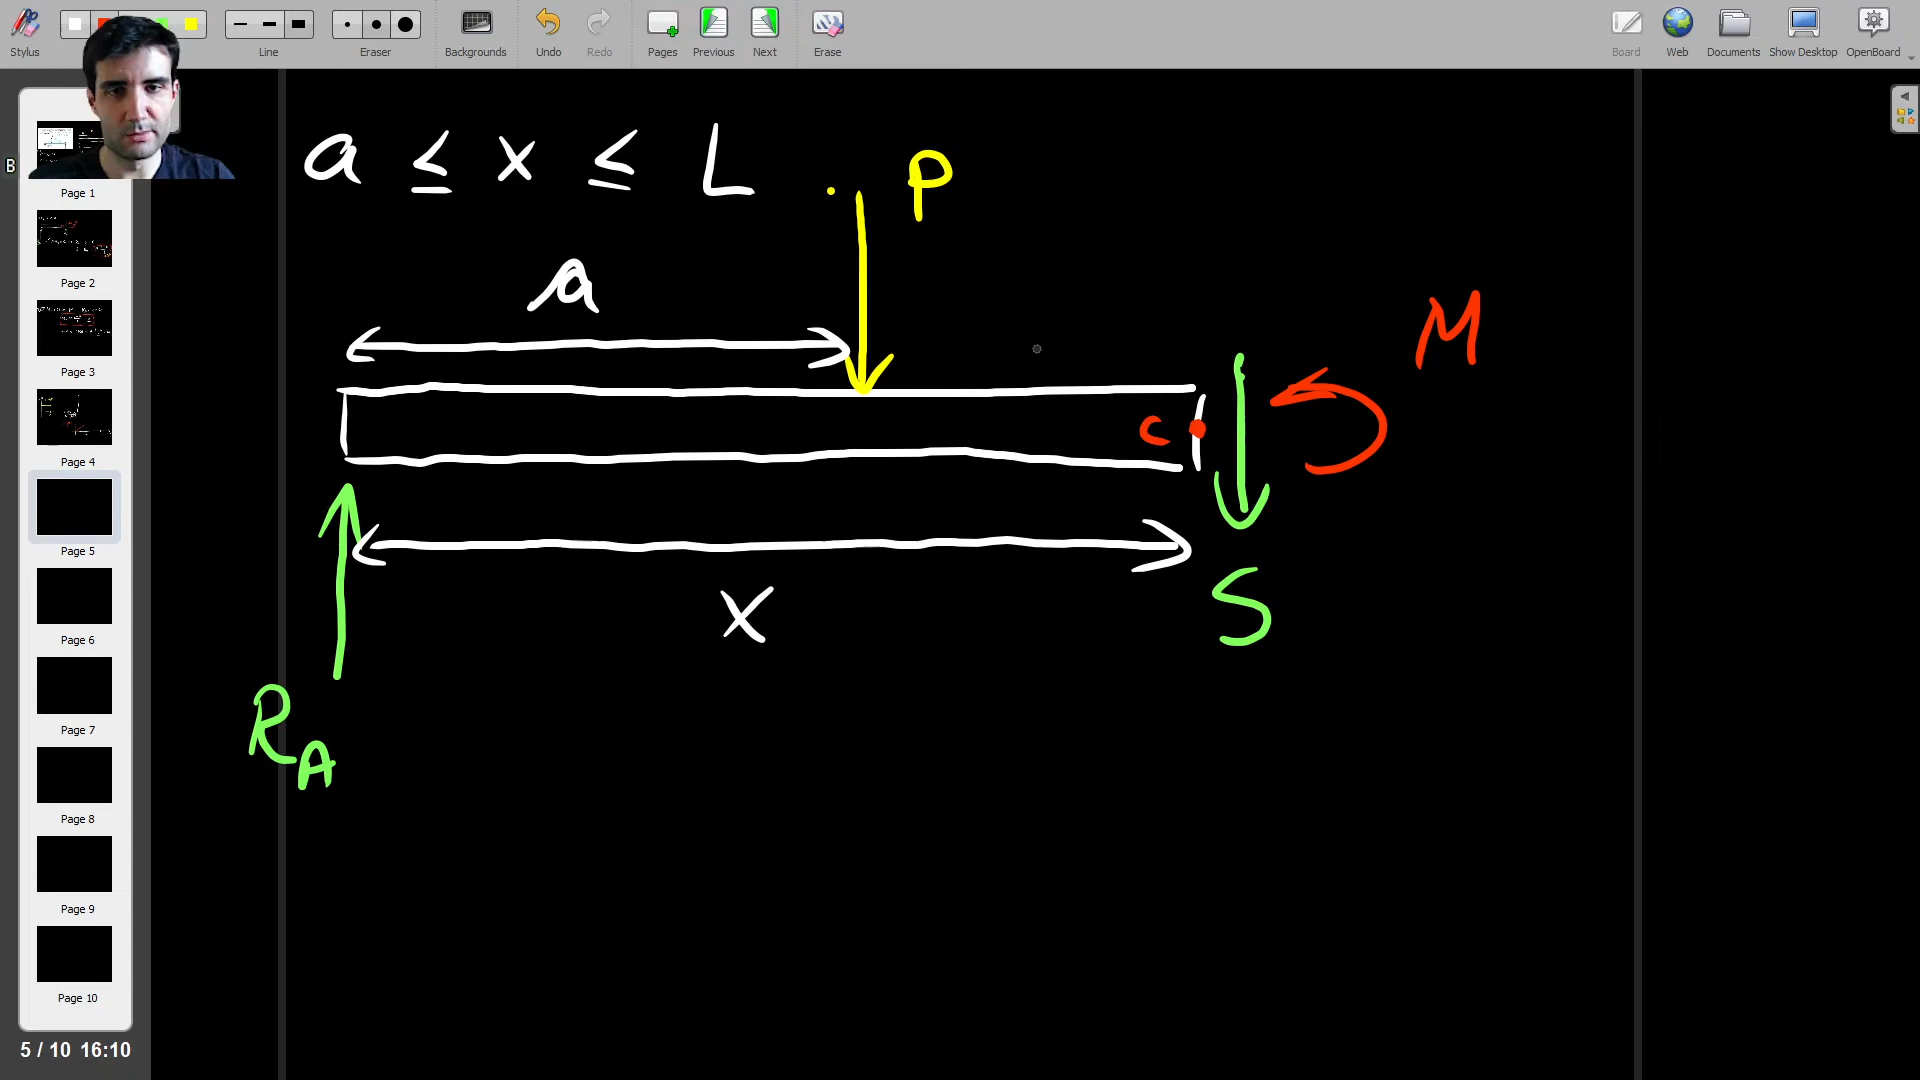 Stylus
Line
Eraser
Backgrounds
Undo
Redo
Pages
Previous
Next
Erase
Board
Web
Documents
Show Desktop
OpenBoard
B
Page 1
Page 2
Page 3
Page 4
Page 5
Page 6
Page 7
Page 8
Page 9
Page 10
5 / 10 16:10
a ≤ x ≤ L
P
a
M
c
x
S
R_A